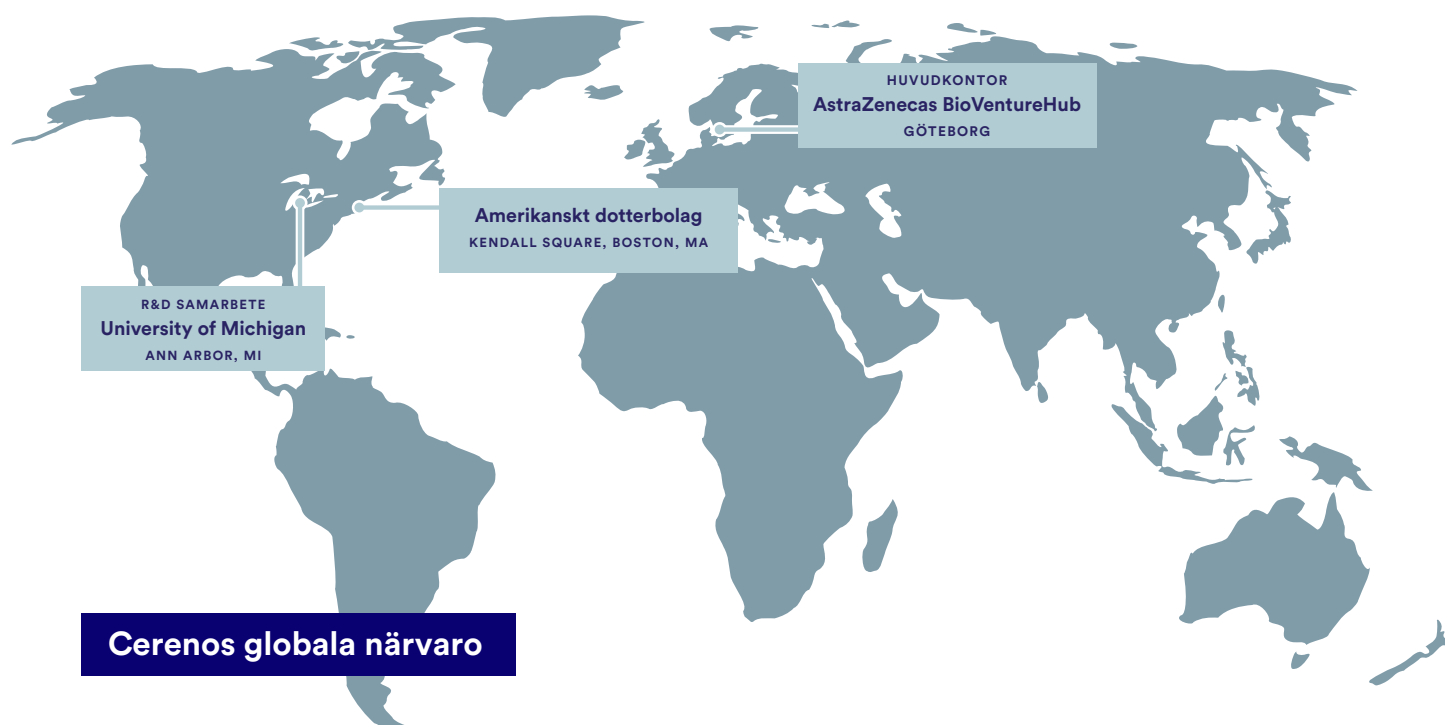 HUVUDKONTOR
AstraZenecas BioVentureHub
GÖTEBORG
Amerikanskt dotterbolag
KENDALL SQUARE, BOSTON, MA
R&D SAMARBETE
University of Michigan
ANN ARBOR, MI
Cerenos globala närvaro